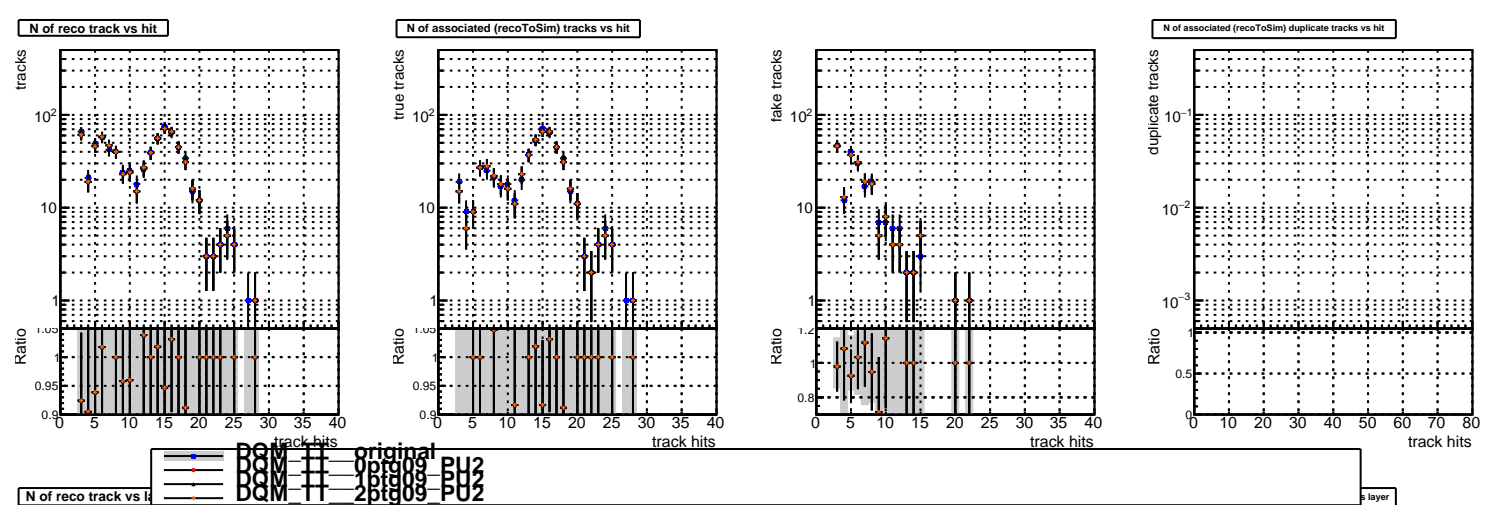 N of reco track vs hit
tracks
10²
10
1
Ratio
1.05
1
0.95
0.9
0 5 10 15 20 25 30 35 40
track hits
N of associated (recoToSim) tracks vs hit
true tracks
10²
10
1
Ratio
1.05
1
0.95
0.9
0 5 10 15 20 25 30 35 40
track hits
fake tracks
10²
10
1
Ratio
1.2
1
0.8
0 5 10 15 20 25 30 35 40
track hits
N of associated (recoToSim) duplicate tracks vs hit
duplicate tracks
10⁻¹
10⁻²
10⁻³
Ratio
1
0.5
0
0 10 20 30 40 50 60 70 80
track hits
DQM_TT__original
DQM_TT__0ptg09_PU2
DQM_TT__1ptg09_PU2
DQM_TT__2ptg09_PU2
N of reco track vs la
s layer